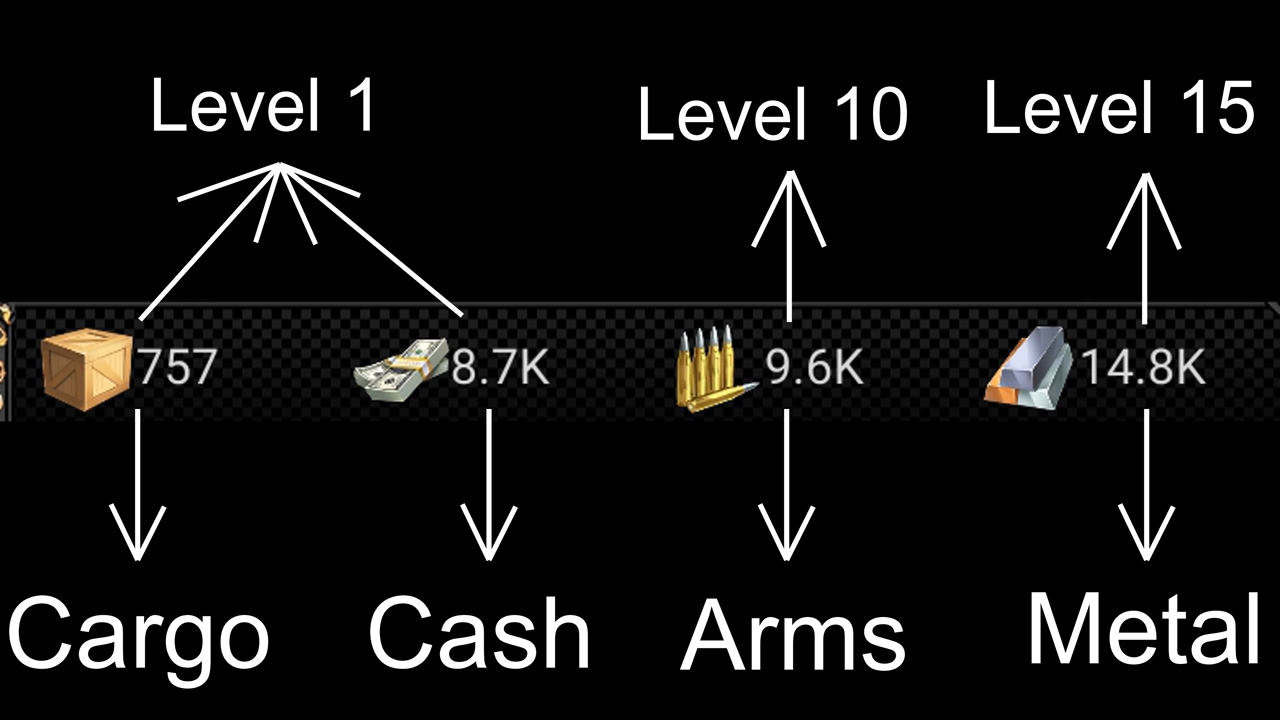 Level 1
Level 10
Level 15
757
8.7K
9.6K
14.8K
Cargo
Cash
Arms
Metal